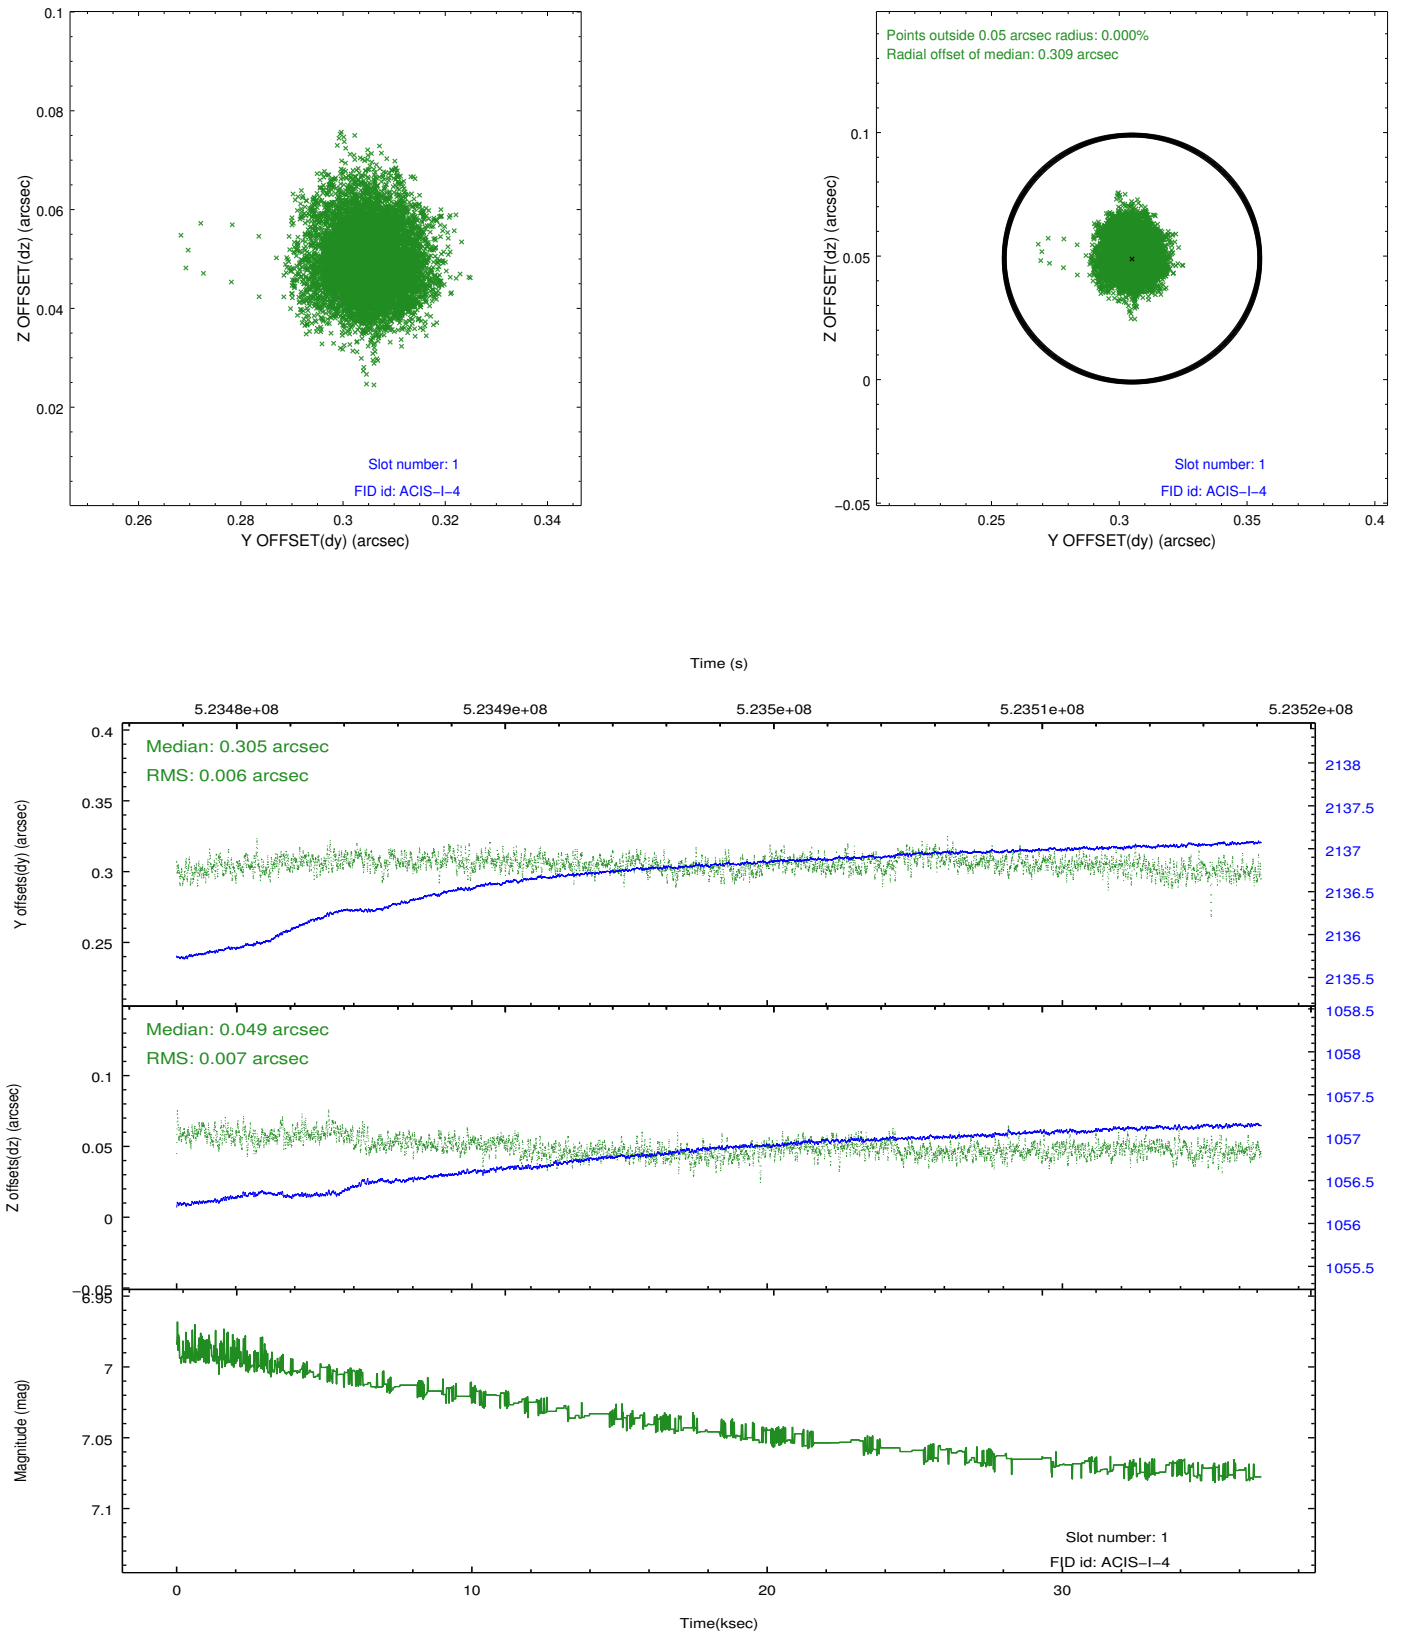 0.1
0.08
0.06
0.04
0.02
Z OFFSET(dz) (arcsec)
Slot number: 1
FID id: ACIS−I−4
0.26 0.28 0.3 0.32 0.34
Y OFFSET(dy) (arcsec)
Points outside 0.05 arcsec radius: 0.000%
Radial offset of median: 0.309 arcsec
0.1
0.05
0
−0.05
Z OFFSET(dz) (arcsec)
Slot number: 1
FID id: ACIS−I−4
0.25 0.3 0.35 0.4
Y OFFSET(dy) (arcsec)
Time (s)
5.2348e+08 5.2349e+08 5.235e+08 5.2351e+08 5.2352e+08
Median: 0.305 arcsec
RMS: 0.006 arcsec
0.4
0.35
0.3
0.25
Y offsets(dy) (arcsec)
2138
2137.5
2137
2136.5
2136
2135.5
Median: 0.049 arcsec
RMS: 0.007 arcsec
0.1
0.05
0
−0.05
Z offsets(dz) (arcsec)
1058.5
1058
1057.5
1057
1056.5
1056
1055.5
6.95
7
7.05
7.1
Magnitude (mag)
Slot number: 1
FID id: ACIS−I−4
0 10 20 30
Time(ksec)